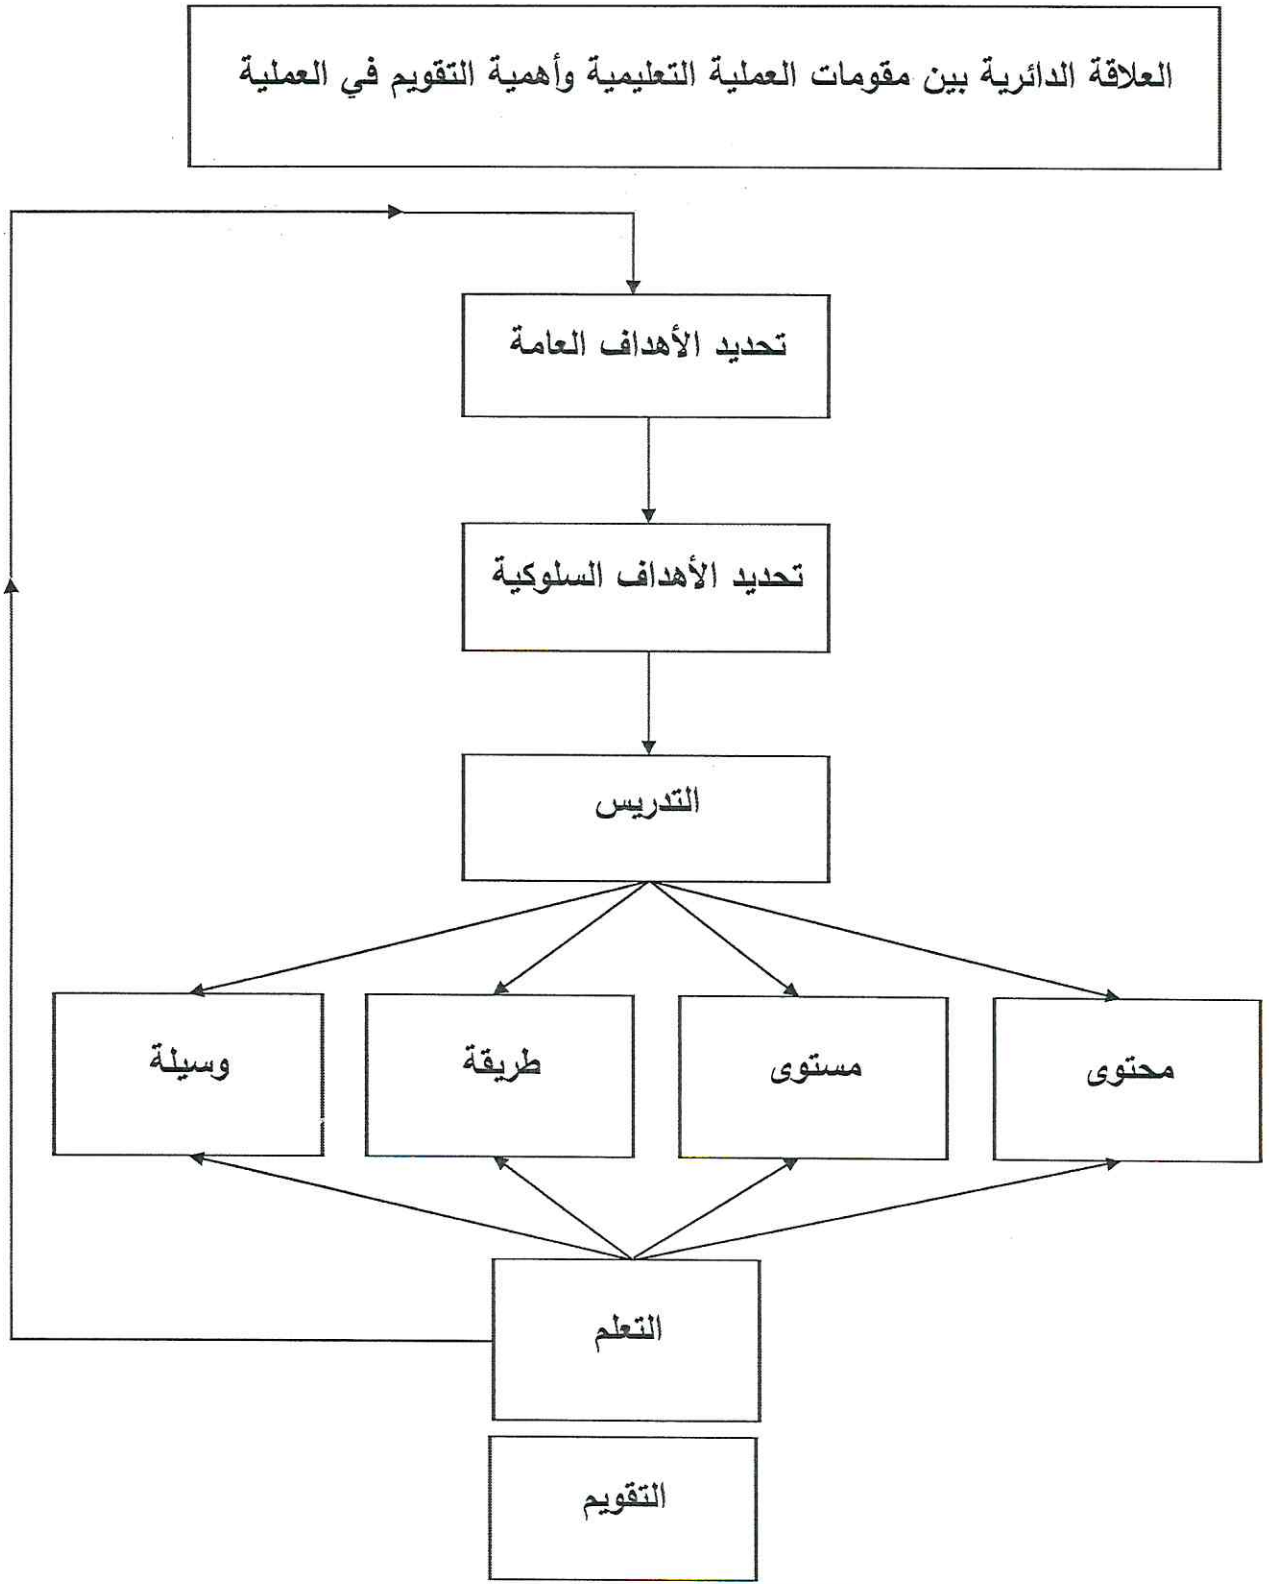 العلاقة الدائرية بين مقومات العملية التعليمية وأهمية التقويم في العملية
تحديد الأهداف العامة
تحديد الأهداف السلوكية
التدريس
محتوى
مستوى
طريقة
وسيلة
التعلم
التقويم